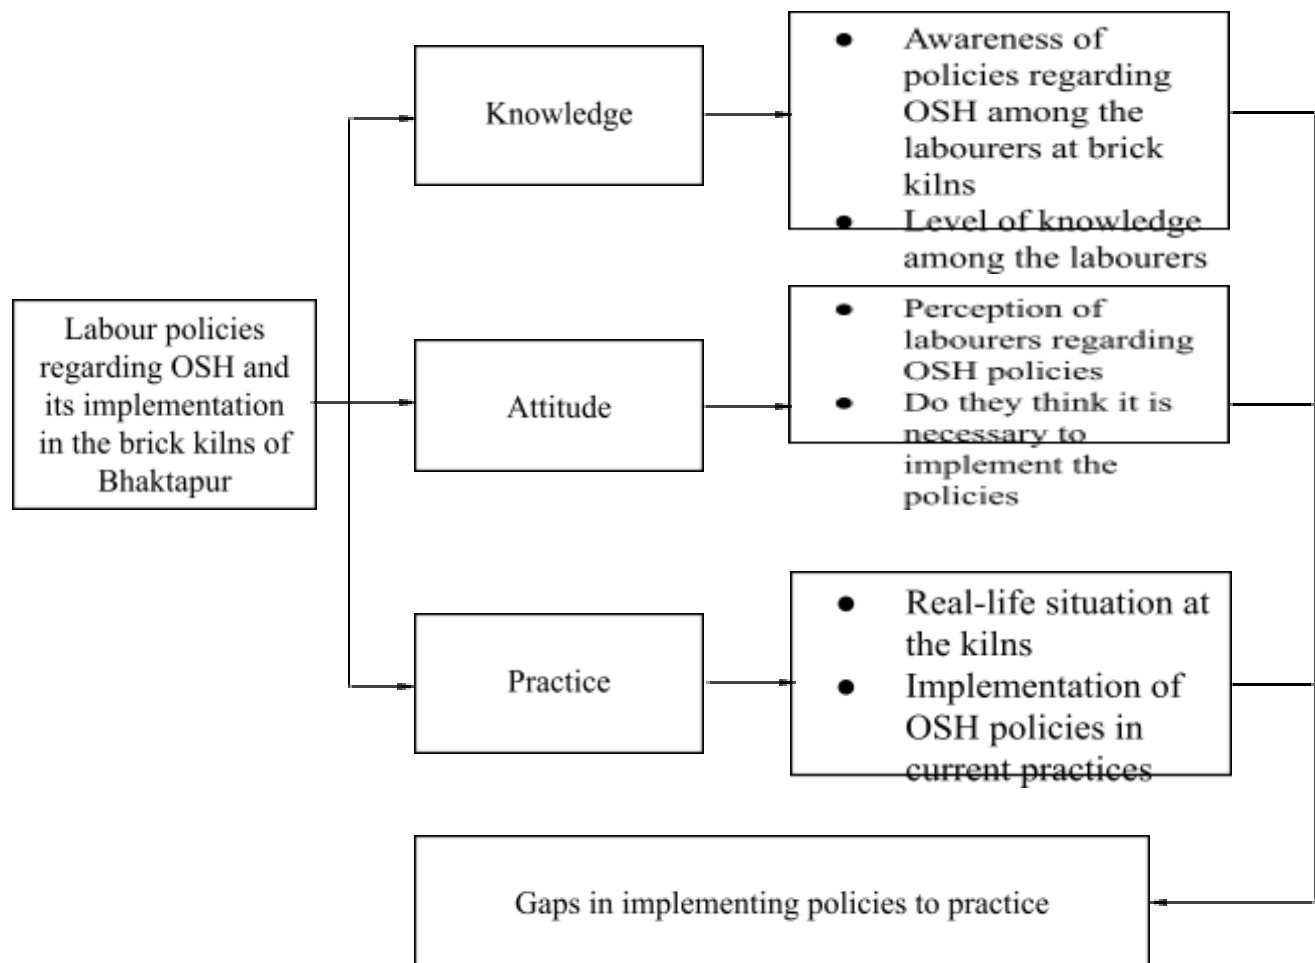 Labour policies
regarding OSH and
its implementation
in the brick kilns of
Bhaktapur
Knowledge
● Awareness of
policies regarding
OSH among the
labourers at brick
kilns
● Level of knowledge
among the labourers
Attitude
● Perception of
labourers regarding
OSH policies
● Do they think it is
necessary to
implement the
policies
Practice
● Real-life situation at
the kilns
● Implementation of
OSH policies in
current practices
Gaps in implementing policies to practice